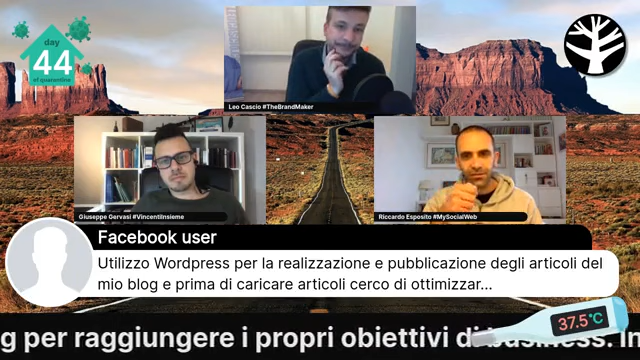 day
44
of quarantine
Leo Cascio #TheBrandMaker
Giuseppe Gervasi #VincentiInsieme
Riccardo Esposito #MySocialWeb
Facebook user
Utilizzo Wordpress per la realizzazione e pubblicazione degli articoli del
mio blog e prima di caricare articoli cerco di ottimizzar...
g per raggiungere i propri obiettivi di business. In
37.5°C